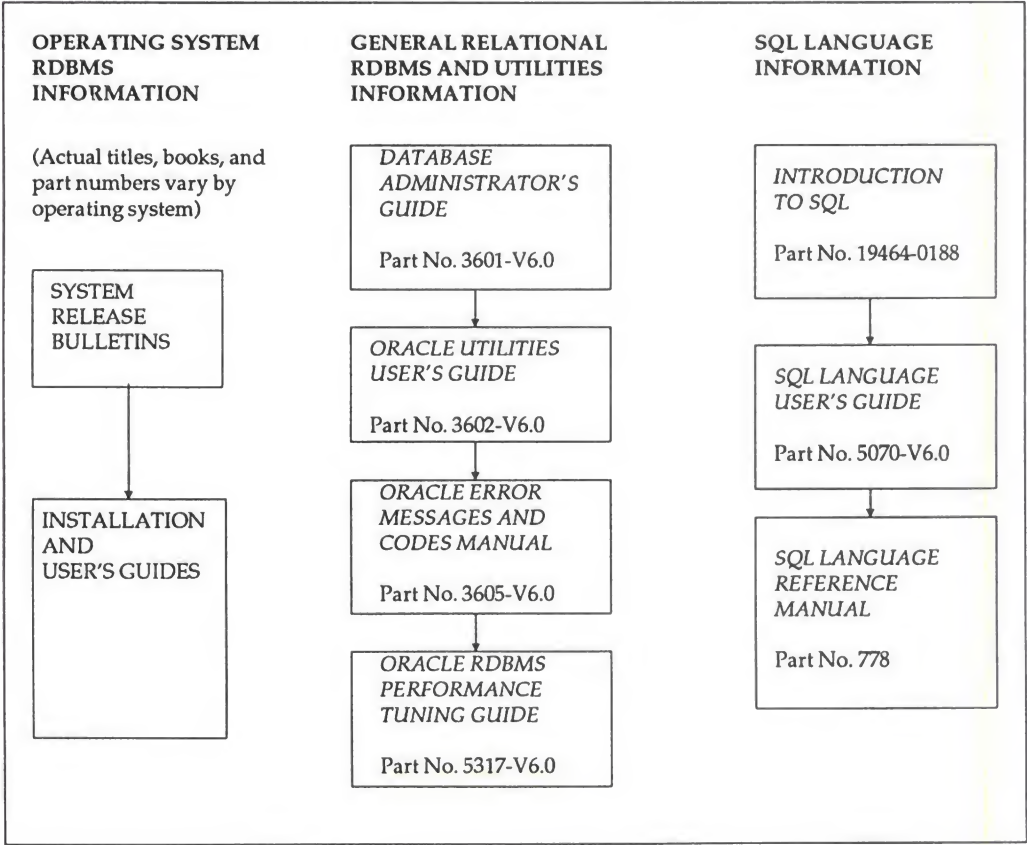 OPERATING SYSTEM
RDBMS
INFORMATION
(Actual titles, books, and
part numbers vary by
operating system)
SYSTEM
RELEASE
BULLETINS
INSTALLATION
AND
USER'S GUIDES
GENERAL RELATIONAL
RDBMS AND UTILITIES
INFORMATION
DATABASE
ADMINISTRATOR'S
GUIDE
Part No. 3601-V6.0
ORACLE UTILITIES
USER'S GUIDE
Part No. 3602-V6.0
ORACLE ERROR
MESSAGES AND
CODES MANUAL
Part No. 3605-V6.0
ORACLE RDBMS
PERFORMANCE
TUNING GUIDE
Part No. 5317-V6.0
SQL LANGUAGE
INFORMATION
INTRODUCTION
TO SQL
Part No. 19464-0188
SQL LANGUAGE
USER'S GUIDE
Part No. 5070-V6.0
SQL LANGUAGE
REFERENCE
MANUAL
Part No. 778